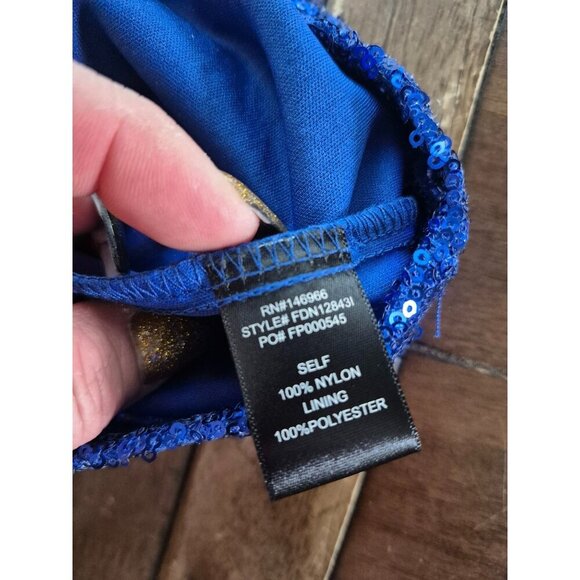 RN#146966
STYLE# FDN12843I
PO# FP000545
SELF
100% NYLON
LINING
100%POLYESTER